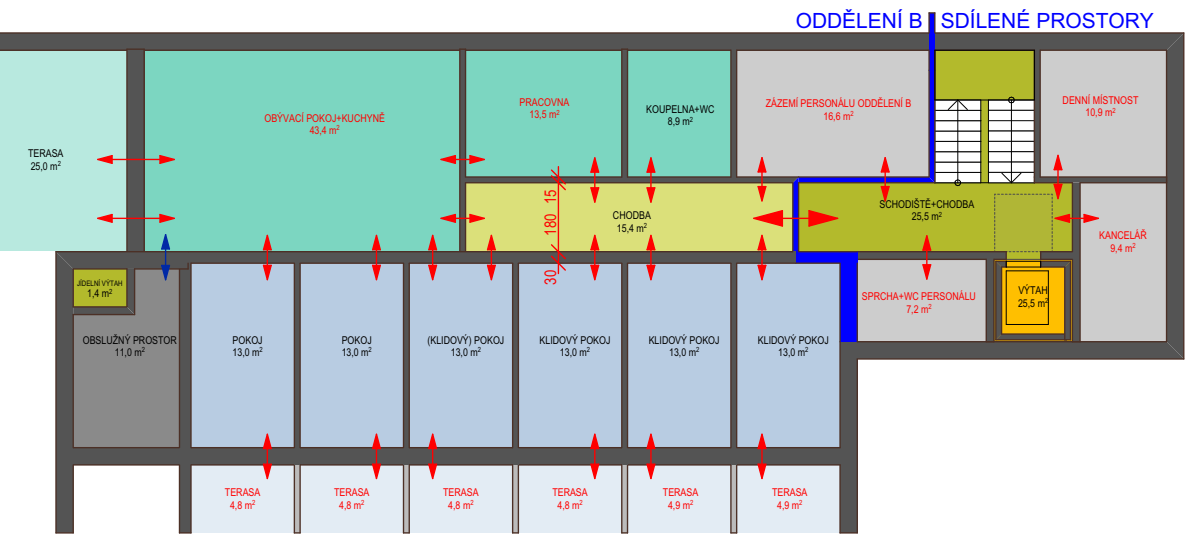 ODDĚLENÍ B SDÍLENÉ PROSTORY
TERASA
25,0 m²
OBÝVACÍ POKOJ+KUCHYNĚ
43,4 m²
PRACOVNA
13,5 m²
KOUPELNA+WC
8,9 m²
ZÁZEMÍ PERSONÁLU ODDĚLENÍ B
16,6 m²
DENNÍ MÍSTNOST
10,9 m²
15
180
30
CHODBA
15,4 m²
SCHODIŠTĚ+CHODBA
25,5 m²
KANCELÁŘ
9,4 m²
JÍDELNÍ VÝTAH
1,4 m²
SPRCHA+WC PERSONÁLU
7,2 m²
VÝTAH
25,5 m²
OBSLUŽNÝ PROSTOR
11,0 m²
POKOJ
13,0 m²
POKOJ
13,0 m²
(KLIDOVÝ) POKOJ
13,0 m²
KLIDOVÝ POKOJ
13,0 m²
KLIDOVÝ POKOJ
13,0 m²
KLIDOVÝ POKOJ
13,0 m²
TERASA
4,8 m²
TERASA
4,8 m²
TERASA
4,8 m²
TERASA
4,8 m²
TERASA
4,9 m²
TERASA
4,9 m²